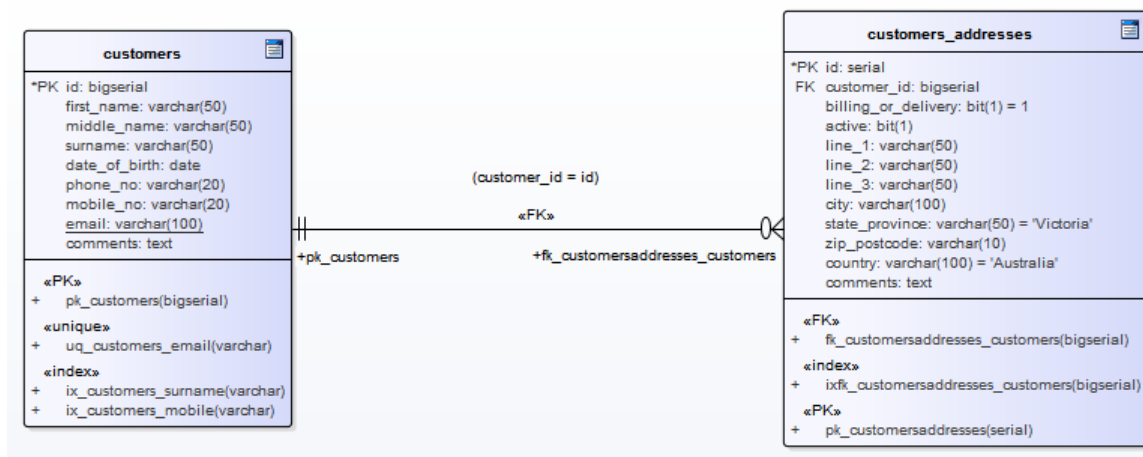 customers
*PK id: bigserial
first_name: varchar(50)
middle_name: varchar(50)
surname: varchar(50)
date_of_birth: date
phone_no: varchar(20)
mobile_no: varchar(20)
email: varchar(100)
comments: text
«PK»
+ pk_customers(bigserial)
«unique»
+ uq_customers_email(varchar)
«index»
+ ix_customers_surname(varchar)
+ ix_customers_mobile(varchar)
(customer_id = id)
«FK»
+pk_customers
+fk_customersaddresses_customers
customers_addresses
*PK id: serial
FK customer_id: bigserial
billing_or_delivery: bit(1) = 1
active: bit(1)
line_1: varchar(50)
line_2: varchar(50)
line_3: varchar(50)
city: varchar(100)
state_province: varchar(50) = 'Victoria'
zip_postcode: varchar(10)
country: varchar(100) = 'Australia'
comments: text
«FK»
+ fk_customersaddresses_customers(bigserial)
«index»
+ ixfk_customersaddresses_customers(bigserial)
«PK»
+ pk_customersaddresses(serial)